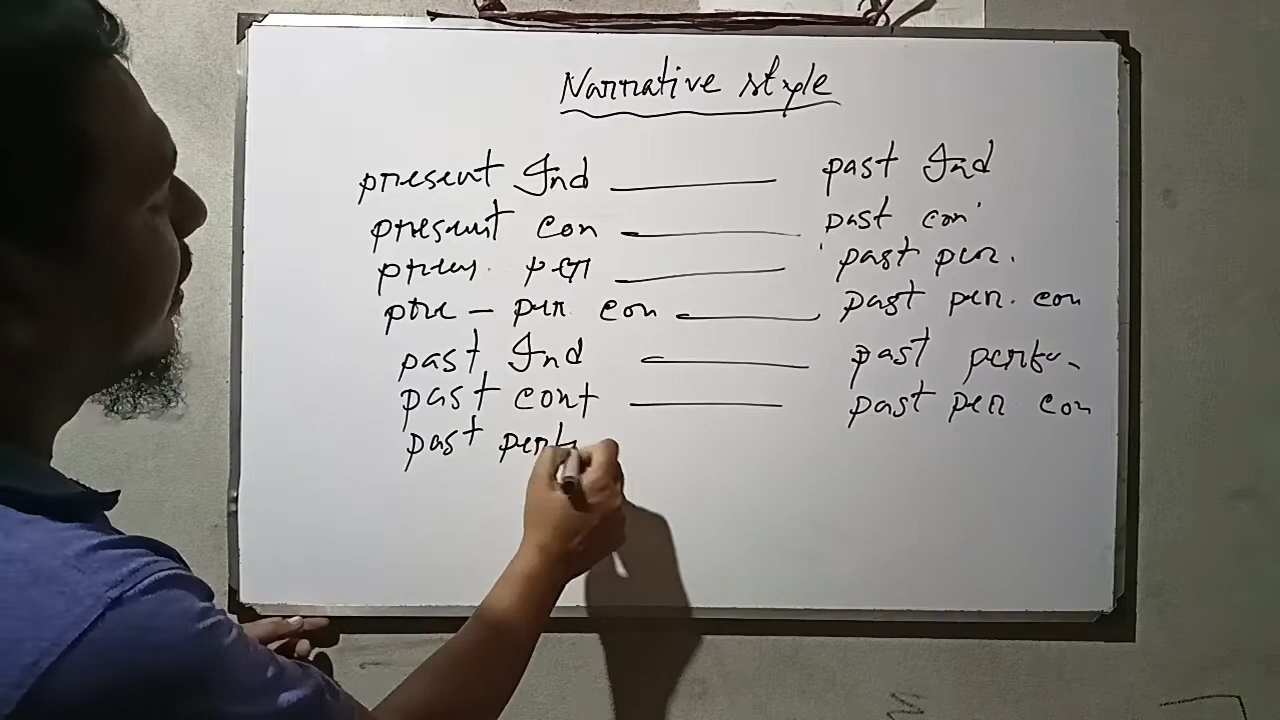 Narrative style
present Ind ———— past Ind
present con ———— past con'
pres. per ———— past per.
pre — per con ———— past per. con
past Ind ———— past perfe
past cont ———— past per con
past perf